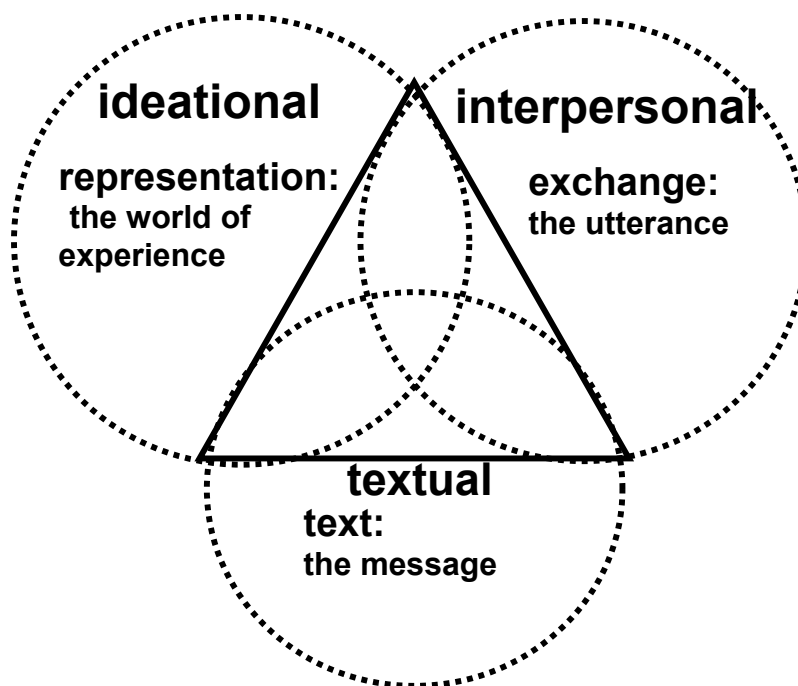 ideational
representation:
the world of
experience
interpersonal
exchange:
the utterance
textual
text:
the message